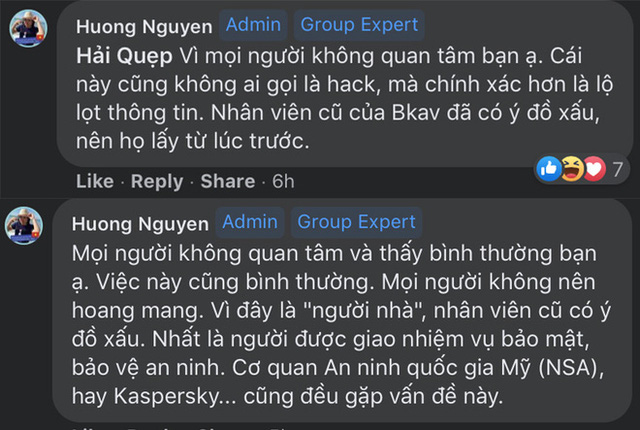 Huong Nguyen Admin Group Expert
Hải Quẹp Vì mọi người không quan tâm bạn ạ. Cái
này cũng không ai gọi là hack, mà chính xác hơn là lộ
lọt thông tin. Nhân viên cũ của Bkav đã có ý đồ xấu,
nên họ lấy từ lúc trước.
7
Like · Reply · Share · 6h
Huong Nguyen Admin Group Expert
Mọi người không quan tâm và thấy bình thường bạn
ạ. Việc này cũng bình thường. Mọi người không nên
hoang mang. Vì đây là "người nhà", nhân viên cũ có ý
đồ xấu. Nhất là người được giao nhiệm vụ bảo mật,
bảo vệ an ninh. Cơ quan An ninh quốc gia Mỹ (NSA),
hay Kaspersky... cũng đều gặp vấn đề này.